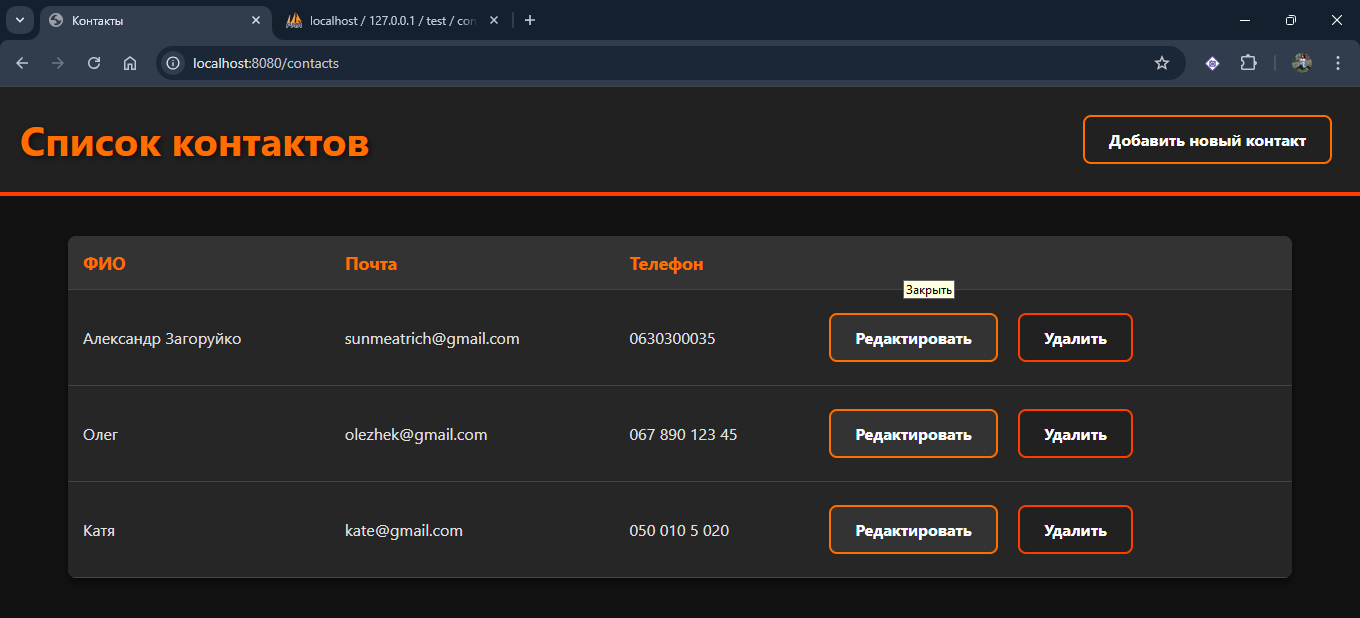 Контакты
localhost / 127.0.0.1 / test / con
localhost:8080/contacts
Список контактов
Добавить новый контакт
ФИО Почта Телефон
Закрыть
Александр Загоруйко sunmeatrich@gmail.com 0630300035 Редактировать Удалить
Олег olezhek@gmail.com 067 890 123 45 Редактировать Удалить
Катя kate@gmail.com 050 010 5 020 Редактировать Удалить